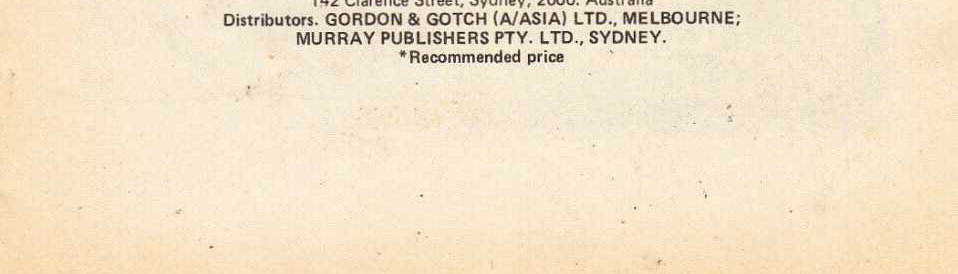 142 Clarence Street, Sydney, 2000. Australia
Distributors. GORDON & GOTCH (A/ASIA) LTD., MELBOURNE;
MURRAY PUBLISHERS PTY. LTD., SYDNEY.
*Recommended price